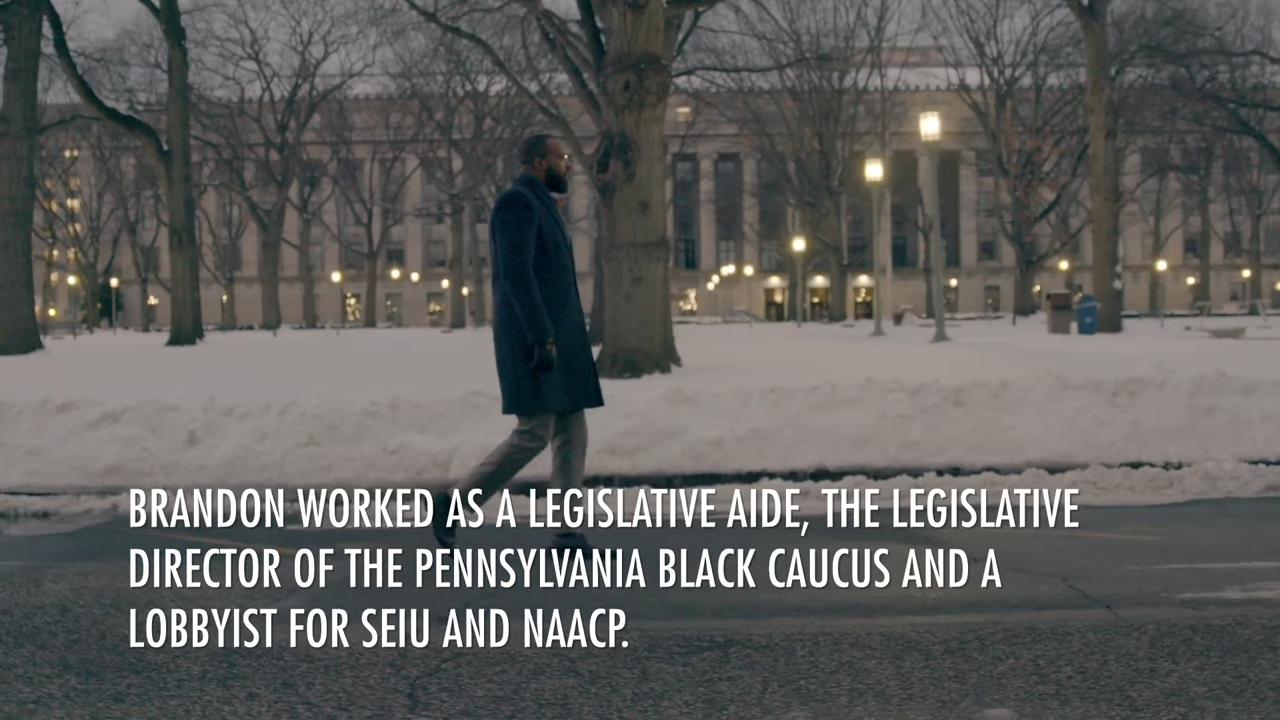 BRANDON WORKED AS A LEGISLATIVE AIDE, THE LEGISLATIVE
DIRECTOR OF THE PENNSYLVANIA BLACK CAUCUS AND A
LOBBYIST FOR SEIU AND NAACP.